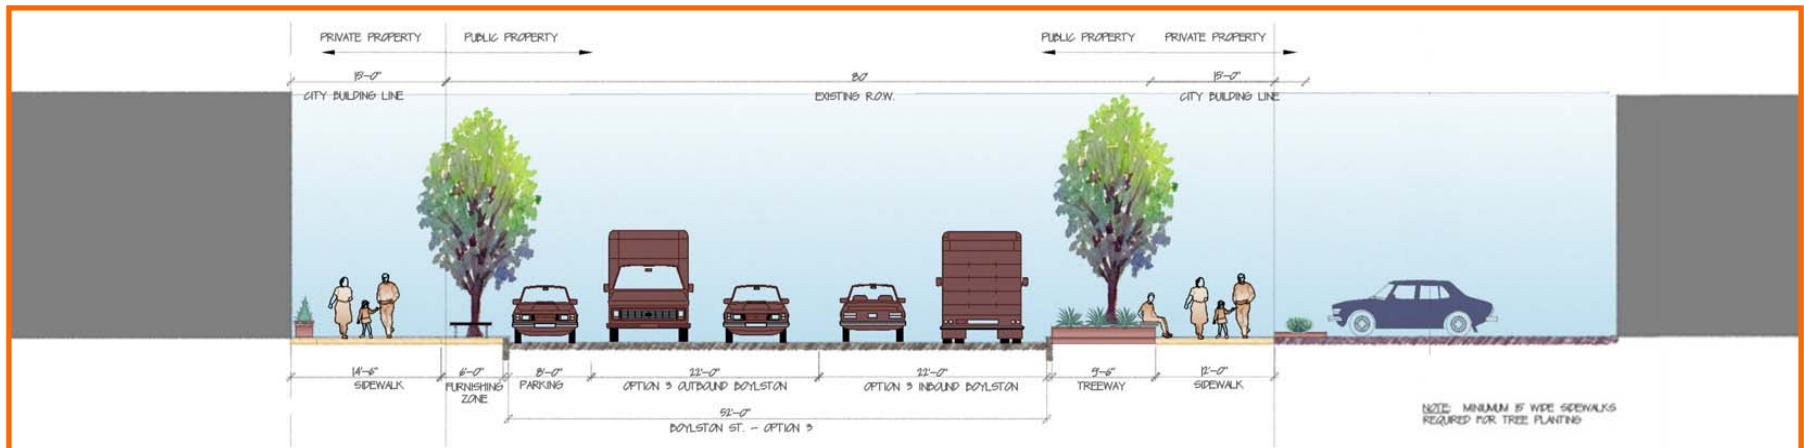 PRIVATE PROPERTY
PUBLIC PROPERTY
PUBLIC PROPERTY
PRIVATE PROPERTY
15'-0"
80'
15'-0"
CITY BUILDING LINE
EXISTING R.O.W.
CITY BUILDING LINE
14'-6"
6'-0"
8'-0"
22'-0"
22'-0"
9'-6"
12'-0"
SIDEWALK
FURNISHING
ZONE
PARKING
OPTION 3 OUTBOUND BOYLSTON
OPTION 3 INBOUND BOYLSTON
TREEWAY
SIDEWALK
52'-0"
BOYLSTON ST. - OPTION 3
NOTE: MINIMUM 15' WIDE SIDEWALKS
REQUIRED FOR TREE PLANTING